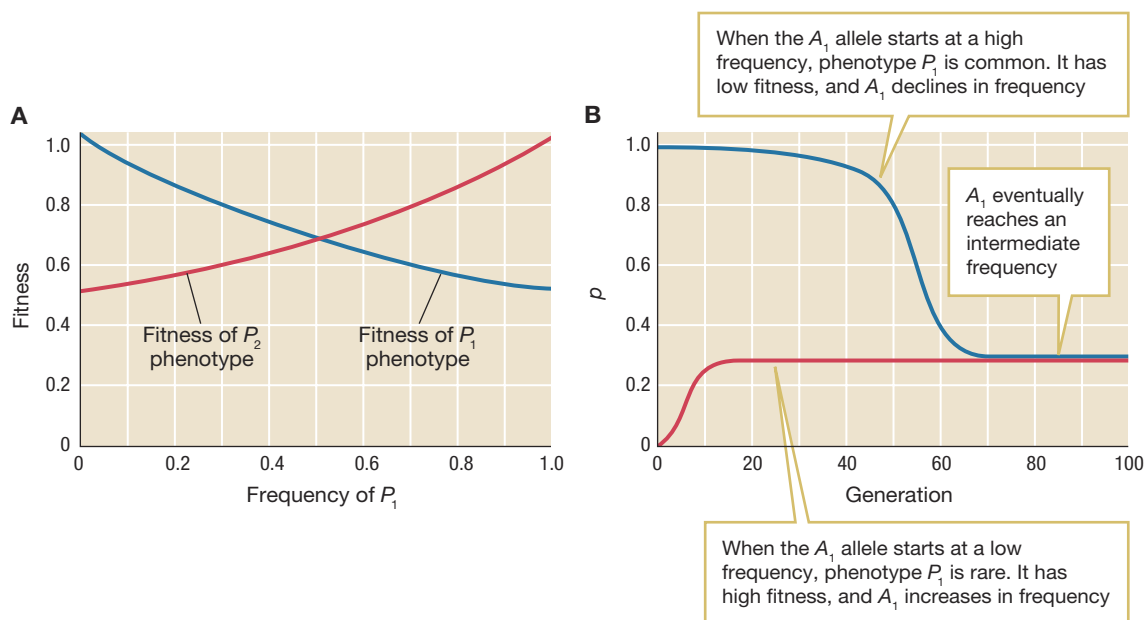 When the A₁ allele starts at a high
frequency, phenotype P₁ is common. It has
low fitness, and A₁ declines in frequency
A
1.0
0.8
0.6
0.4
0.2
0
Fitness
Fitness of P₂
phenotype
Fitness of P₁
phenotype
0
0.2
0.4
0.6
0.8
1.0
Frequency of P₁
B
1.0
0.8
0.6
0.4
0.2
0
p
A₁ eventually
reaches an
intermediate
frequency
0
20
40
60
80
100
Generation
When the A₁ allele starts at a low
frequency, phenotype P₁ is rare. It has
high fitness, and A₁ increases in frequency